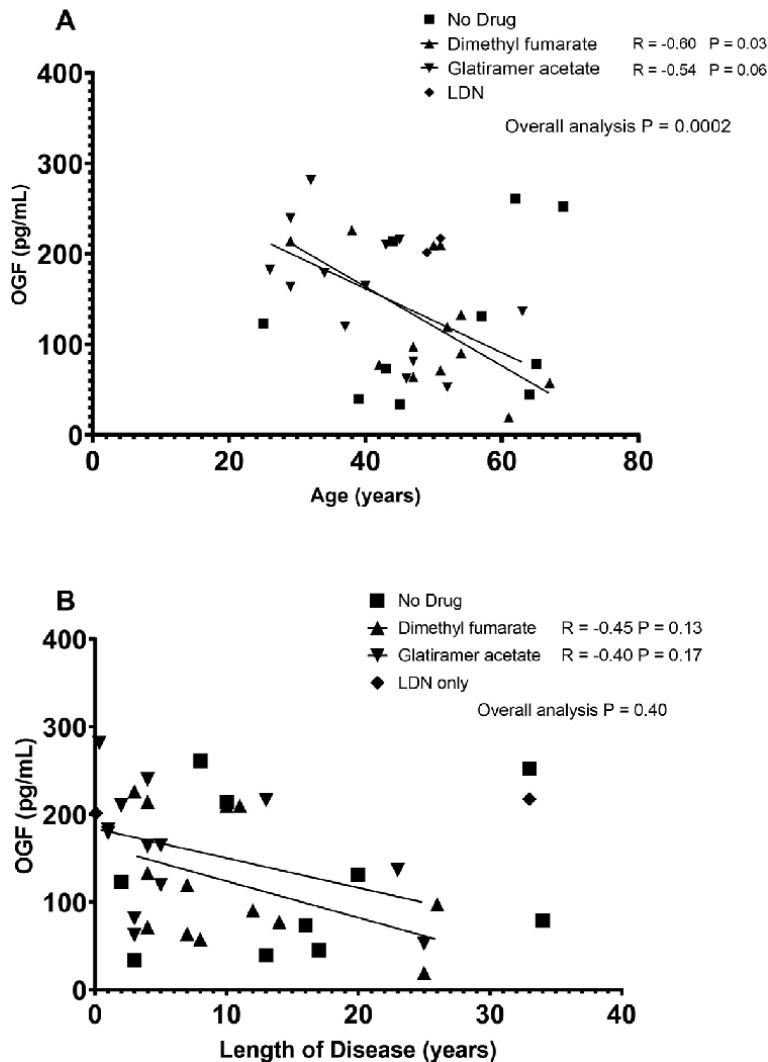 A
No Drug
Dimethyl fumarate R = -0.60 P = 0.03
Glatiramer acetate R = -0.54 P = 0.06
LDN
Overall analysis P = 0.0002
OGF (pg/mL)
400
300
200
100
0
0 20 40 60 80
Age (years)
B
No Drug
Dimethyl fumarate R = -0.45 P = 0.13
Glatiramer acetate R = -0.40 P = 0.17
LDN only
Overall analysis P = 0.40
OGF (pg/mL)
400
300
200
100
0
0 10 20 30 40
Length of Disease (years)